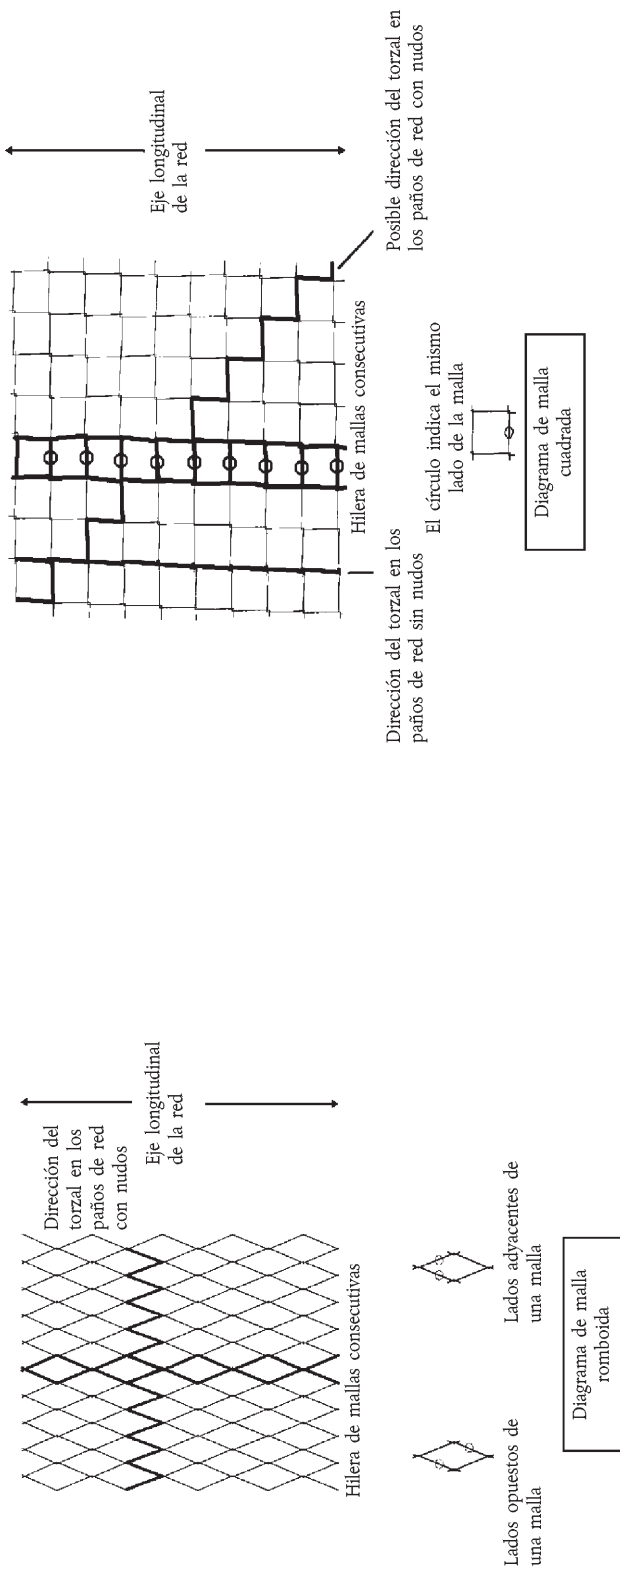 Dirección del
torzal en los
paños de red
con nudos
Eje longitudinal
de la red
Hilera de mallas consecutivas
Lados opuestos de
una malla
Lados adyacentes de
una malla
Diagrama de malla
romboida
Eje longitudinal
de la red
Hilera de mallas consecutivas
Dirección del torzal en los
paños de red sin nudos
Posible dirección del torzal en
los paños de red con nudos
El círculo indica el mismo
lado de la malla
Diagrama de malla
cuadrada